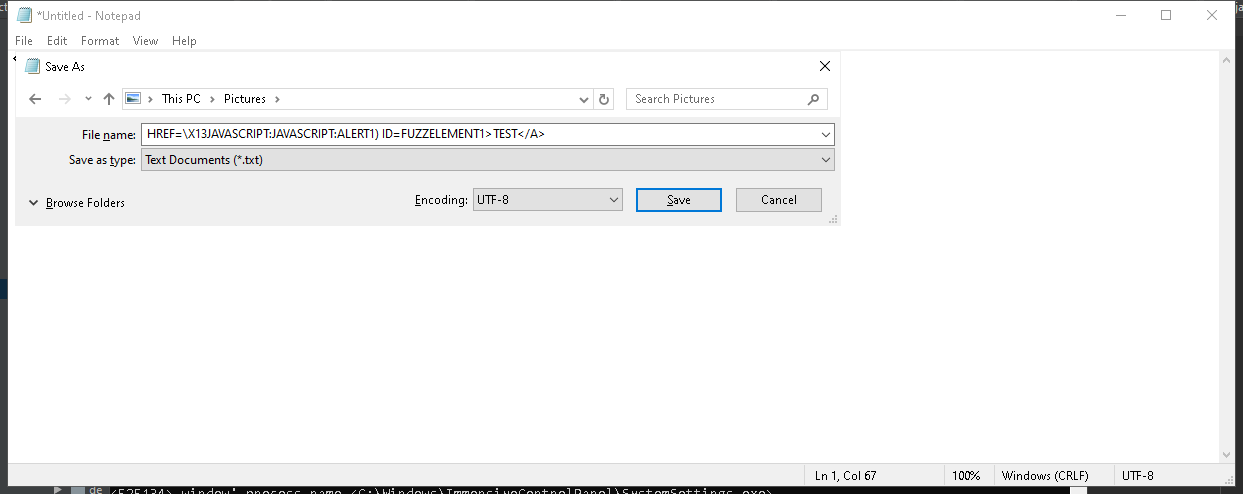 *Untitled - Notepad
File Edit Format View Help
Save As
This PC Pictures Search Pictures
File name: HREF=\X13JAVASCRIPT:JAVASCRIPT:ALERT1) ID=FUZZELEMENT1>TEST</A>
Save as type: Text Documents (*.txt)
Browse Folders Encoding: UTF-8 Save Cancel
Ln 1, Col 67 100% Windows (CRLF) UTF-8